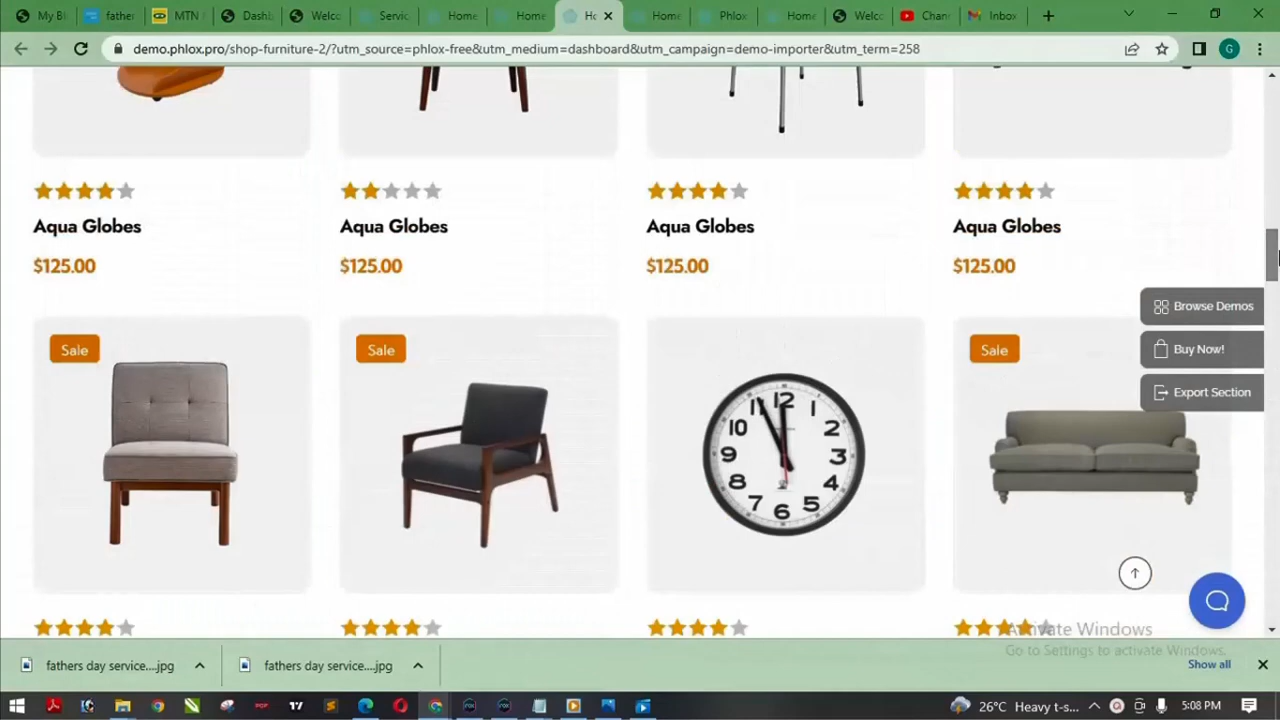 My Bl
father
MTN
Dashb
Welco
Servic
Home
Home
Ho
Home
Phlox
Home
Welco
Chan
Inbox
demo.phlox.pro/shop-furniture-2/?utm_source=phlox-free&utm_medium=dashboard&utm_campaign=demo-importer&utm_term=258
G
Aqua Globes
Aqua Globes
Aqua Globes
Aqua Globes
$125.00
$125.00
$125.00
$125.00
Browse Demos
Buy Now!
Export Section
Sale
Sale
Sale
12
1
2
3
4
5
6
7
8
9
10
11
Activate Windows
Go to Settings to activate Windows.
fathers day service....jpg
fathers day service....jpg
Show all
26°C Heavy t-s...
5:08 PM